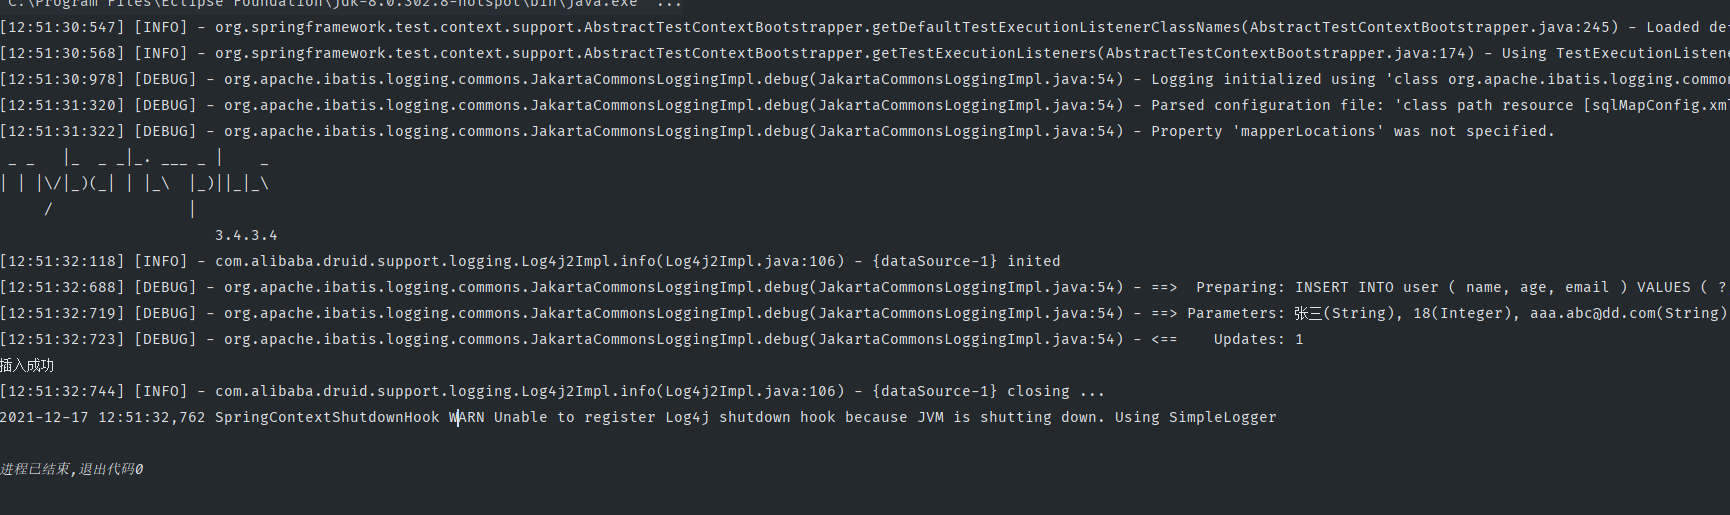 C:\Program Files\Eclipse Foundation\jdk-8.0.302.8-hotspot\bin\java.exe" ...
[12:51:30:547] [INFO] - org.springframework.test.context.support.AbstractTestContextBootstrapper.getDefaultTestExecutionListenerClassNames(AbstractTestContextBootstrapper.java:245) - Loaded de
[12:51:30:568] [INFO] - org.springframework.test.context.support.AbstractTestContextBootstrapper.getTestExecutionListeners(AbstractTestContextBootstrapper.java:174) - Using TestExecutionListene
[12:51:30:978] [DEBUG] - org.apache.ibatis.logging.commons.JakartaCommonsLoggingImpl.debug(JakartaCommonsLoggingImpl.java:54) - Logging initialized using 'class org.apache.ibatis.logging.common
[12:51:31:320] [DEBUG] - org.apache.ibatis.logging.commons.JakartaCommonsLoggingImpl.debug(JakartaCommonsLoggingImpl.java:54) - Parsed configuration file: 'class path resource [sqlMapConfig.xml
[12:51:31:322] [DEBUG] - org.apache.ibatis.logging.commons.JakartaCommonsLoggingImpl.debug(JakartaCommonsLoggingImpl.java:54) - Property 'mapperLocations' was not specified.
 _ _   |_  _ _|_. ___ _ |    _
| | |\/|_)(_| | |_\  |_)||_|_\
     /               |
                        3.4.3.4
[12:51:32:118] [INFO] - com.alibaba.druid.support.logging.Log4j2Impl.info(Log4j2Impl.java:106) - {dataSource-1} inited
[12:51:32:688] [DEBUG] - org.apache.ibatis.logging.commons.JakartaCommonsLoggingImpl.debug(JakartaCommonsLoggingImpl.java:54) - ==>  Preparing: INSERT INTO user ( name, age, email ) VALUES ( ?
[12:51:32:719] [DEBUG] - org.apache.ibatis.logging.commons.JakartaCommonsLoggingImpl.debug(JakartaCommonsLoggingImpl.java:54) - ==> Parameters: 张三(String), 18(Integer), aaa.abc@dd.com(String)
[12:51:32:723] [DEBUG] - org.apache.ibatis.logging.commons.JakartaCommonsLoggingImpl.debug(JakartaCommonsLoggingImpl.java:54) - <==    Updates: 1
插入成功
[12:51:32:744] [INFO] - com.alibaba.druid.support.logging.Log4j2Impl.info(Log4j2Impl.java:106) - {dataSource-1} closing ...
2021-12-17 12:51:32,762 SpringContextShutdownHook WARN Unable to register Log4j shutdown hook because JVM is shutting down. Using SimpleLogger
进程已结束,退出代码0